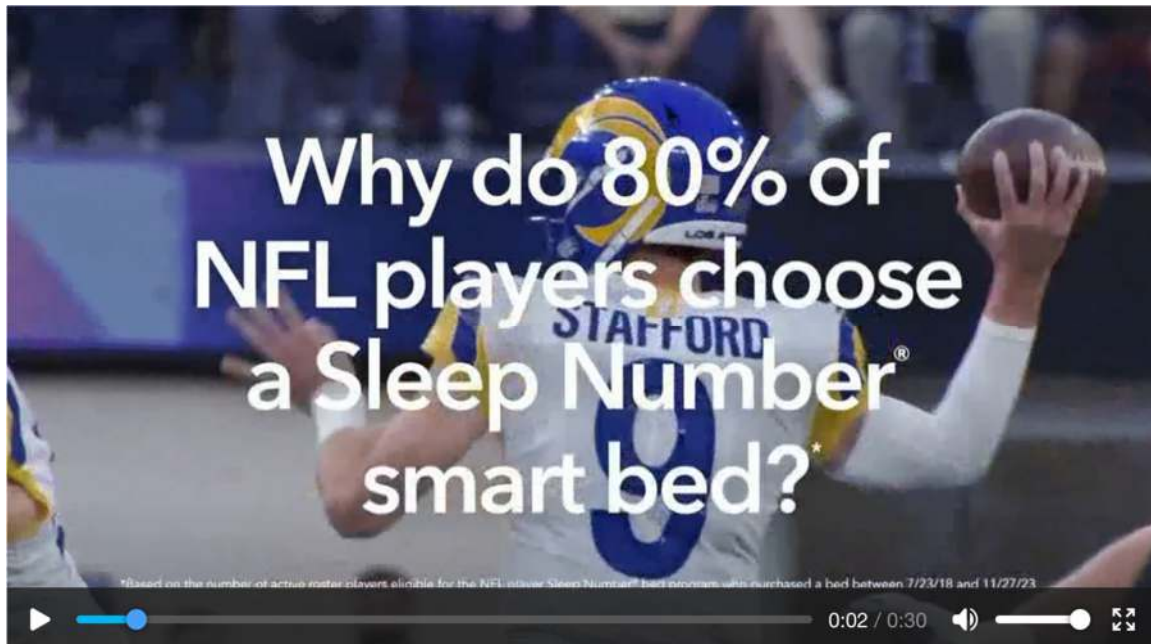 Why do 80% of
NFL players choose
a Sleep Number®
smart bed?*
LOS
STAFFORD
9
*Based on the number of active roster players eligible for the NFL player Sleep Number® bed program who purchased a bed between 7/23/18 and 11/27/23
0:02 / 0:30